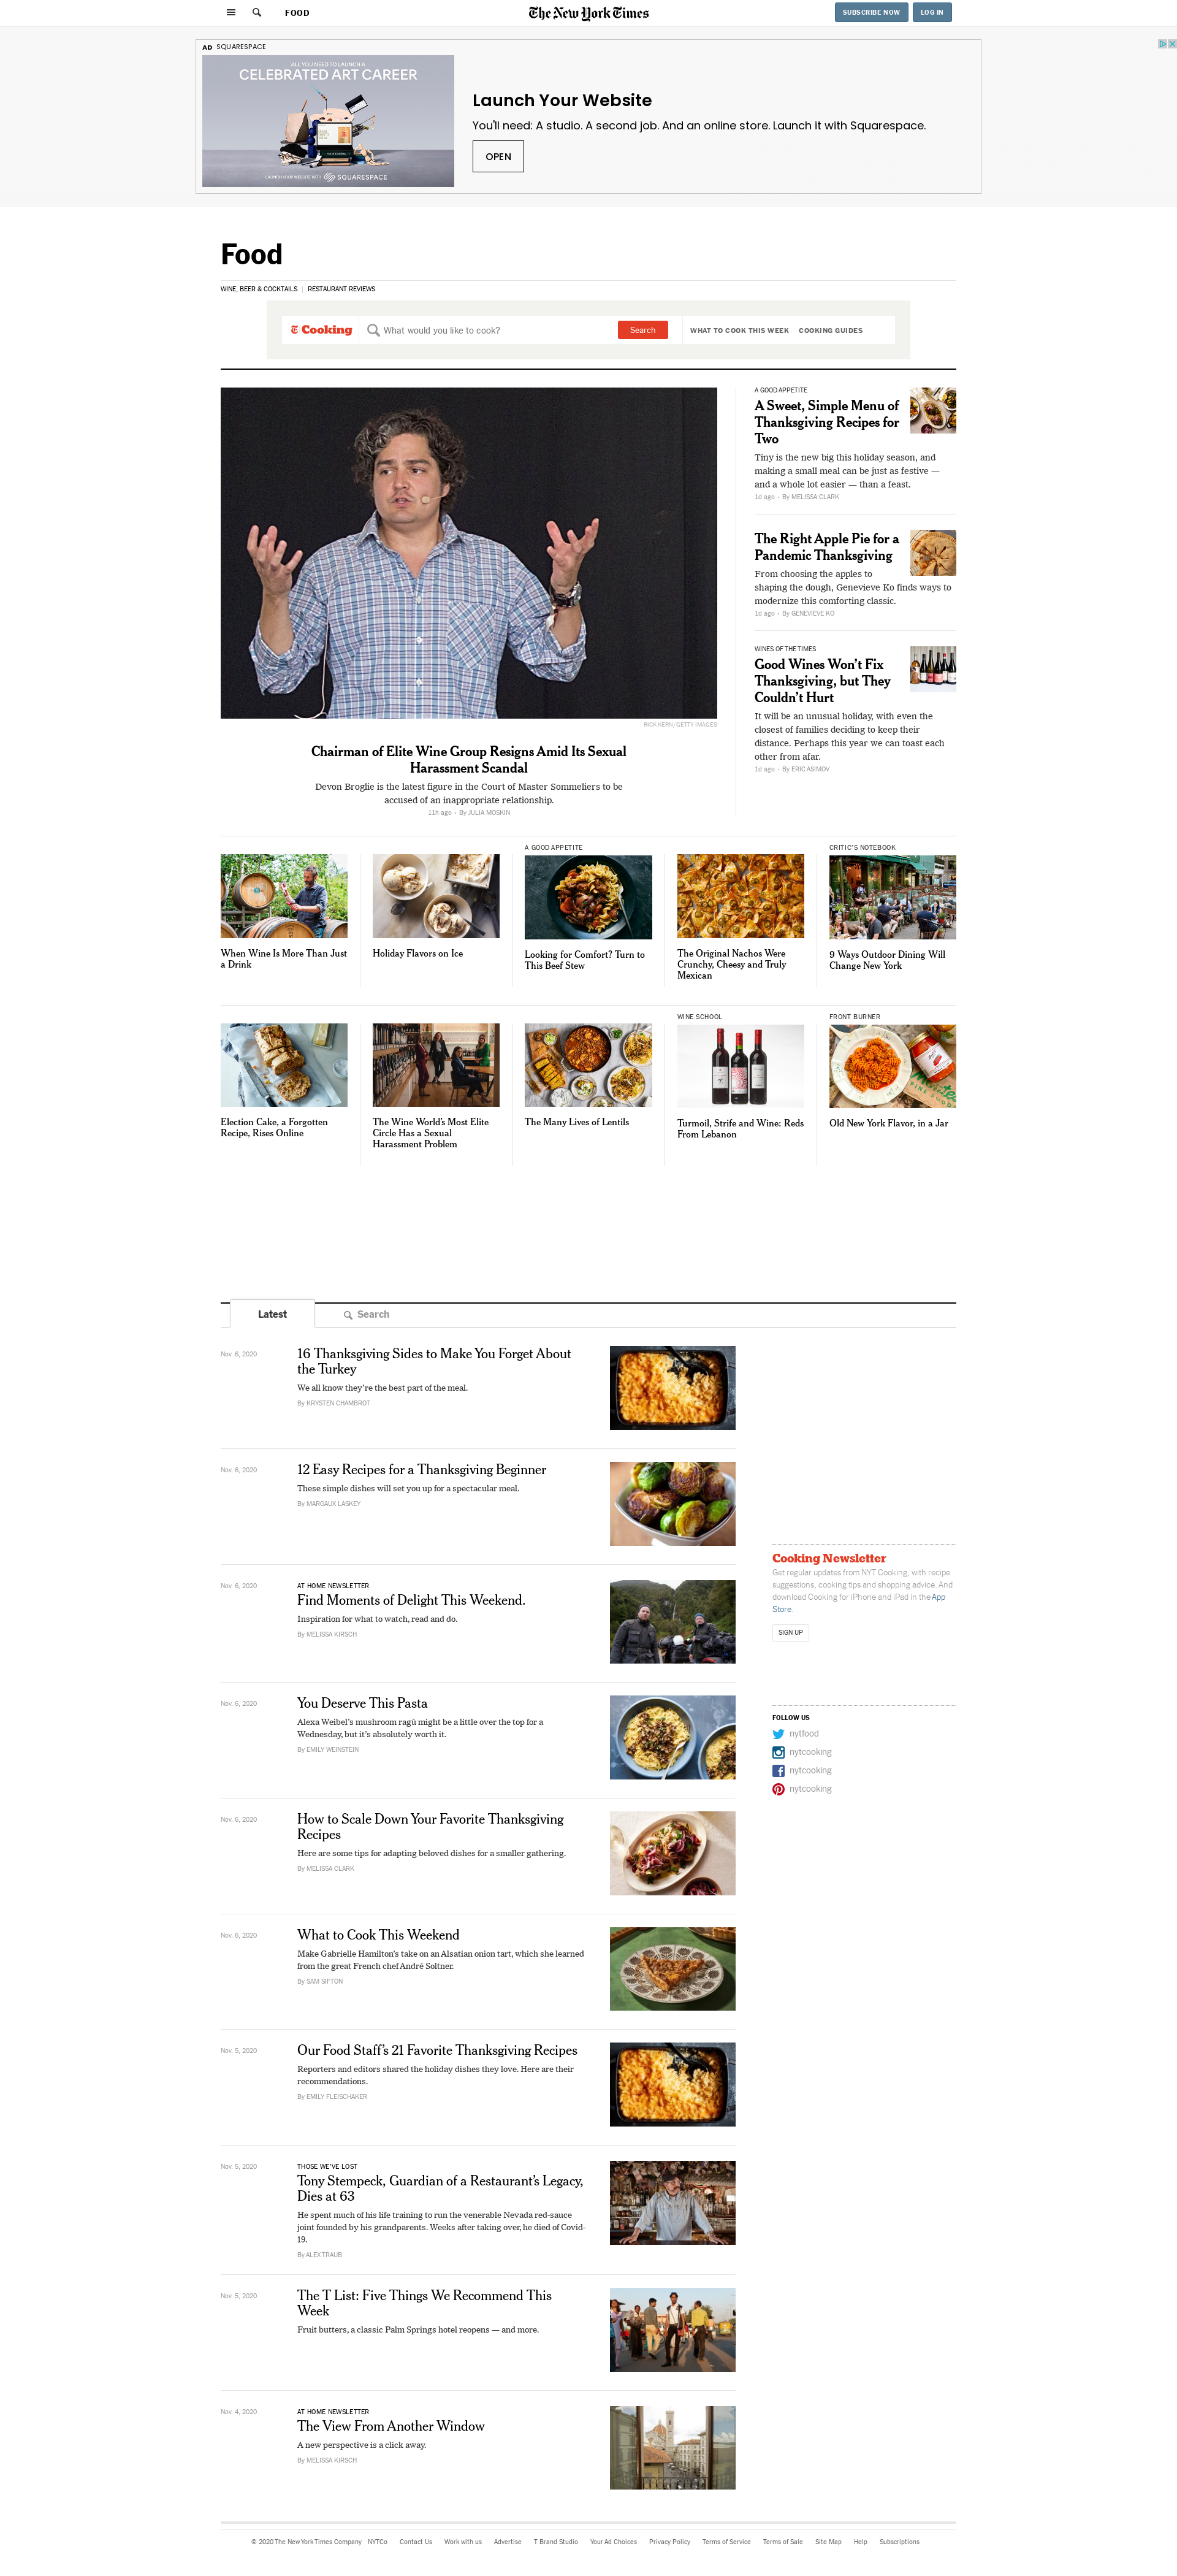 FOOD
The New York Times
SUBSCRIBE NOW
LOG IN
AD SQUARESPACE
ALL YOU NEED TO LAUNCH A
CELEBRATED ART CAREER
LAUNCH YOUR WEBSITE WITH SQUARESPACE
Launch Your Website
You'll need: A studio. A second job. And an online store. Launch it with Squarespace.
OPEN
Food
WINE, BEER & COCKTAILS | RESTAURANT REVIEWS
T Cooking
What would you like to cook?
Search
WHAT TO COOK THIS WEEK
COOKING GUIDES
RICK KERN/GETTY IMAGES
Chairman of Elite Wine Group Resigns Amid Its Sexual
Harassment Scandal
Devon Broglie is the latest figure in the Court of Master Sommeliers to be
accused of an inappropriate relationship.
11h ago • By JULIA MOSKIN
A GOOD APPETITE
A Sweet, Simple Menu of
Thanksgiving Recipes for
Two
Tiny is the new big this holiday season, and
making a small meal can be just as festive —
and a whole lot easier — than a feast.
1d ago • By MELISSA CLARK
The Right Apple Pie for a
Pandemic Thanksgiving
From choosing the apples to
shaping the dough, Genevieve Ko finds ways to
modernize this comforting classic.
1d ago • By GENEVIEVE KO
WINES OF THE TIMES
Good Wines Won't Fix
Thanksgiving, but They
Couldn't Hurt
It will be an unusual holiday, with even the
closest of families deciding to keep their
distance. Perhaps this year we can toast each
other from afar.
1d ago • By ERIC ASIMOV
When Wine Is More Than Just
a Drink
Holiday Flavors on Ice
A GOOD APPETITE
Looking for Comfort? Turn to
This Beef Stew
The Original Nachos Were
Crunchy, Cheesy and Truly
Mexican
CRITIC'S NOTEBOOK
9 Ways Outdoor Dining Will
Change New York
Election Cake, a Forgotten
Recipe, Rises Online
The Wine World's Most Elite
Circle Has a Sexual
Harassment Problem
The Many Lives of Lentils
WINE SCHOOL
Turmoil, Strife and Wine: Reds
From Lebanon
FRONT BURNER
Old New York Flavor, in a Jar
Latest
Search
Nov. 6, 2020
16 Thanksgiving Sides to Make You Forget About
the Turkey
We all know they're the best part of the meal.
By KRYSTEN CHAMBROT
Nov. 6, 2020
12 Easy Recipes for a Thanksgiving Beginner
These simple dishes will set you up for a spectacular meal.
By MARGAUX LASKEY
Nov. 6, 2020
AT HOME NEWSLETTER
Find Moments of Delight This Weekend.
Inspiration for what to watch, read and do.
By MELISSA KIRSCH
Nov. 6, 2020
You Deserve This Pasta
Alexa Weibel's mushroom ragù might be a little over the top for a
Wednesday, but it's absolutely worth it.
By EMILY WEINSTEIN
Nov. 6, 2020
How to Scale Down Your Favorite Thanksgiving
Recipes
Here are some tips for adapting beloved dishes for a smaller gathering.
By MELISSA CLARK
Nov. 6, 2020
What to Cook This Weekend
Make Gabrielle Hamilton's take on an Alsatian onion tart, which she learned
from the great French chef André Soltner.
By SAM SIFTON
Nov. 5, 2020
Our Food Staff's 21 Favorite Thanksgiving Recipes
Reporters and editors shared the holiday dishes they love. Here are their
recommendations.
By EMILY FLEISCHAKER
Nov. 5, 2020
THOSE WE'VE LOST
Tony Stempeck, Guardian of a Restaurant's Legacy,
Dies at 63
He spent much of his life training to run the venerable Nevada red-sauce
joint founded by his grandparents. Weeks after taking over, he died of Covid-
19.
By ALEX TRAUB
Nov. 5, 2020
The T List: Five Things We Recommend This
Week
Fruit butters, a classic Palm Springs hotel reopens — and more.
Nov. 4, 2020
AT HOME NEWSLETTER
The View From Another Window
A new perspective is a click away.
By MELISSA KIRSCH
Cooking Newsletter
Get regular updates from NYT Cooking, with recipe
suggestions, cooking tips and shopping advice. And
download Cooking for iPhone and iPad in the App
Store.
SIGN UP
FOLLOW US
nytfood
nytcooking
nytcooking
nytcooking
© 2020 The New York Times Company NYTCo Contact Us Work with us Advertise T Brand Studio Your Ad Choices Privacy Policy Terms of Service Terms of Sale Site Map Help Subscriptions